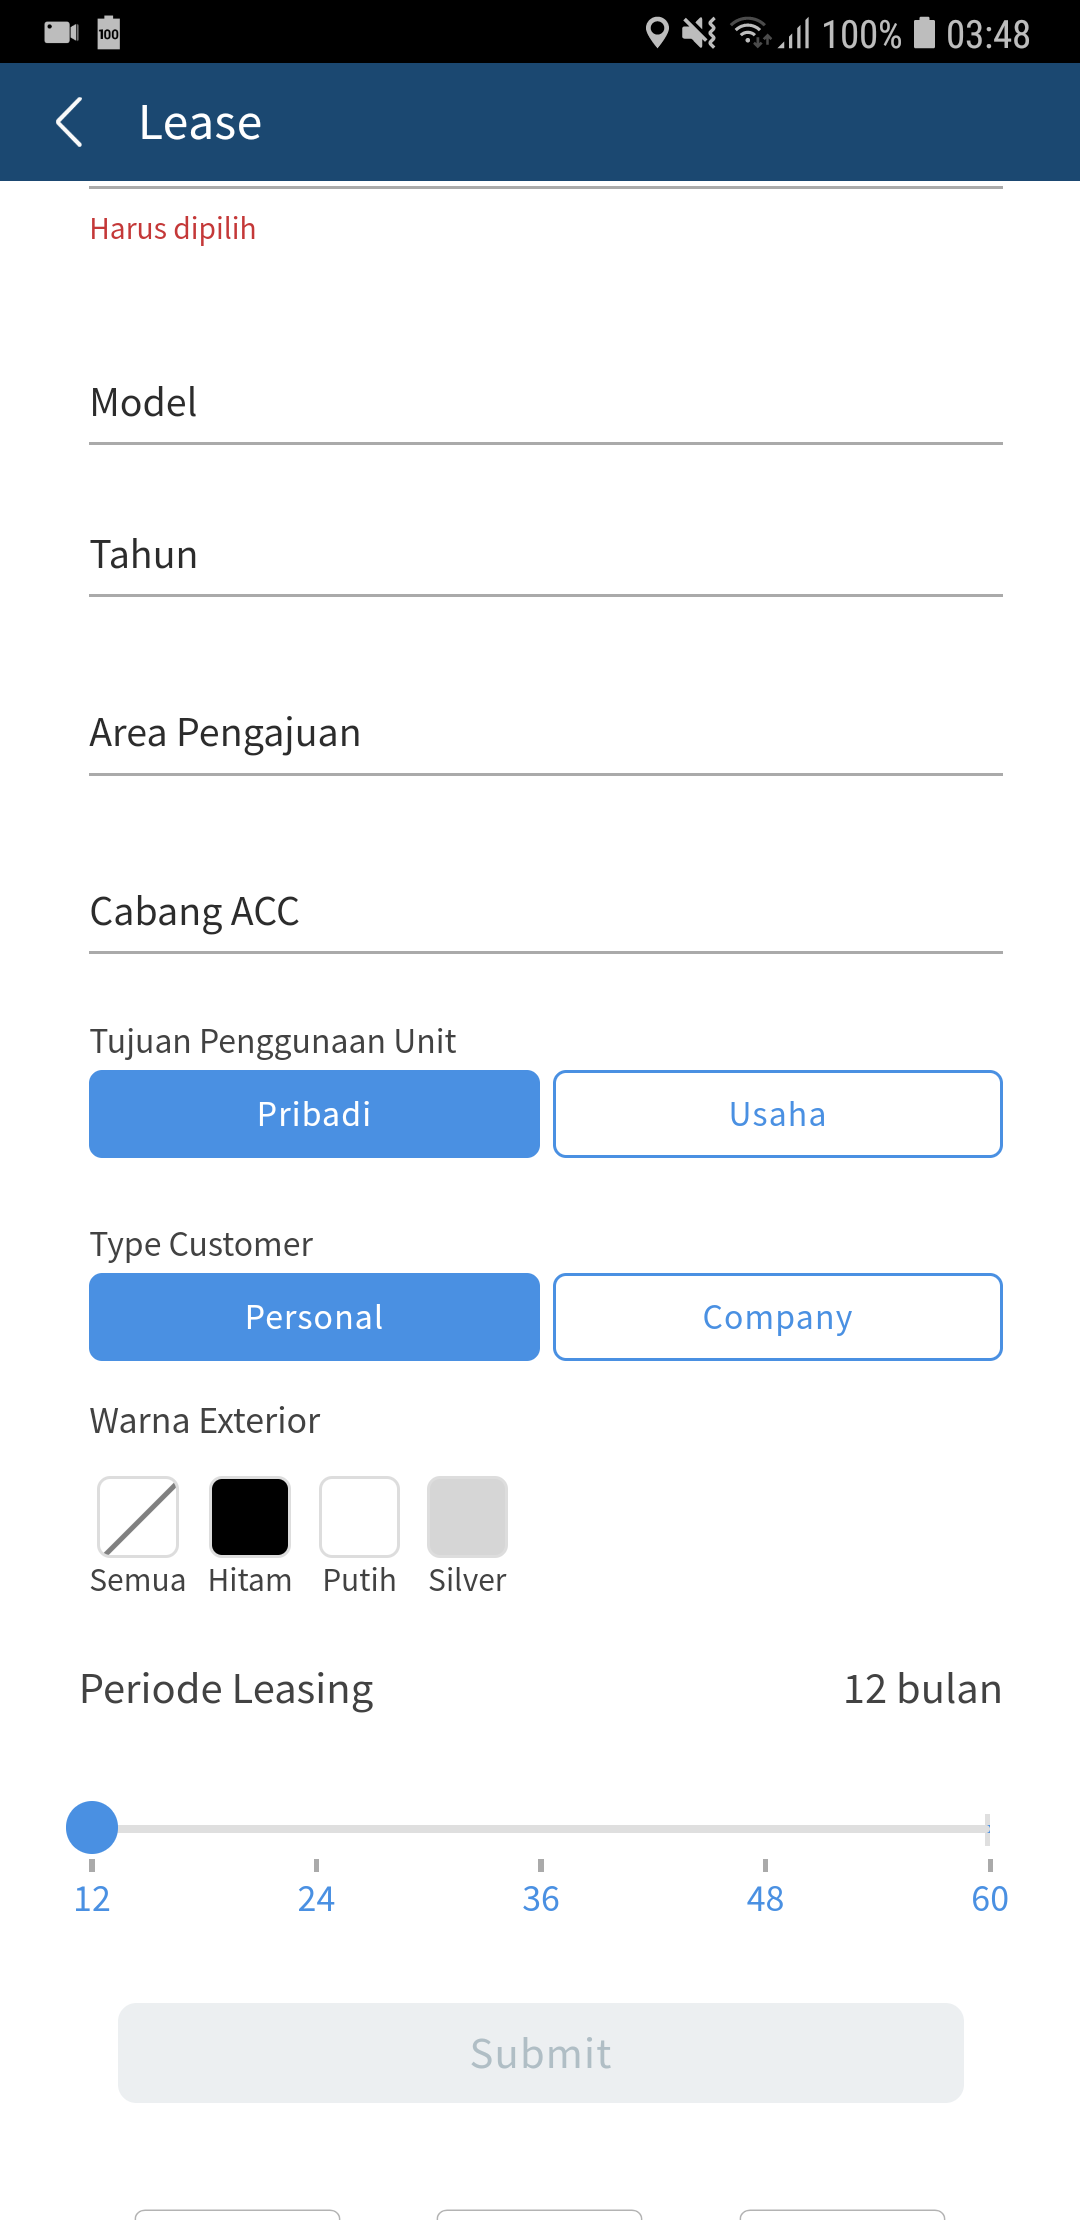 100 100% 03:48
Lease
Harus dipilih
Model
Tahun
Area Pengajuan
Cabang ACC
Tujuan Penggunaan Unit
Pribadi Usaha
Type Customer
Personal Company
Warna Exterior
Semua Hitam Putih Silver
Periode Leasing 12 bulan
12 24 36 48 60
Submit